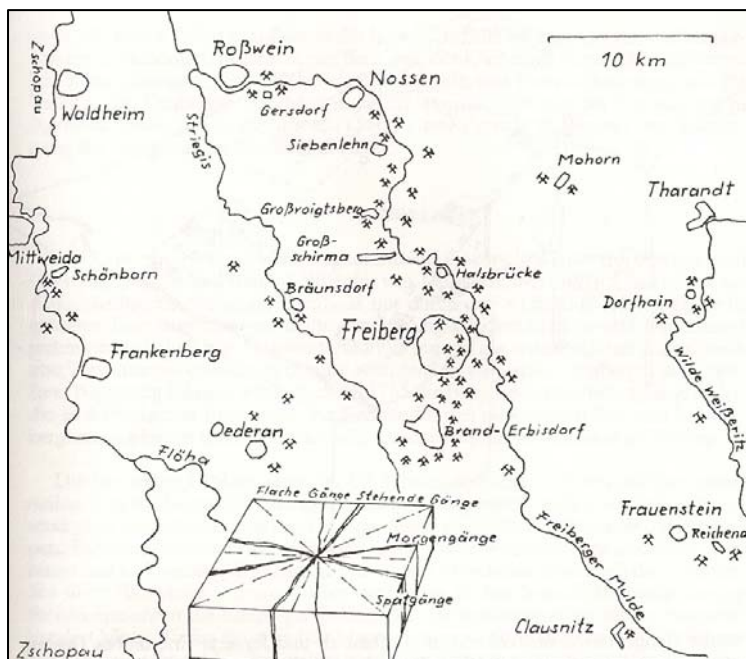 Zschopau
Roßwein
10 km
Nossen
Waldheim
Gersdorf
Striegis
Siebenlehn
Mohorn
Tharandt
Großvoigtsberg
Groß-
schirma
Mittweida
Schönborn
Halsbrücke
Bräunsdorf
Dorfhain
Freiberg
Frankenberg
Wilde Weißeritz
Oederan
Brand-Erbisdorf
Flöha
Flache Gänge Stehende Gänge
Frauenstein
Morgengänge
Reichena
Freiberger Mulde
Spatgänge
Clausnitz
Zschopau